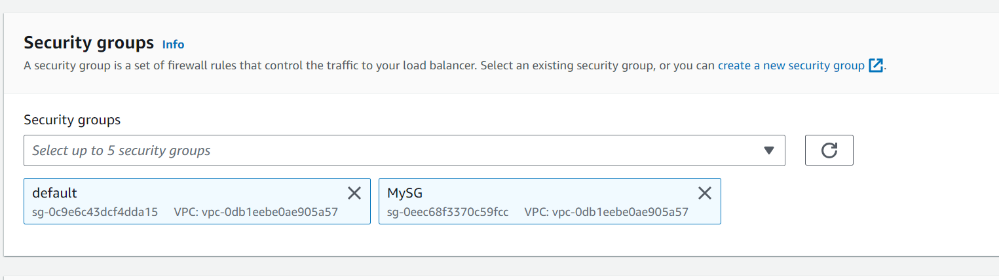 Security groups Info
A security group is a set of firewall rules that control the traffic to your load balancer. Select an existing security group, or you can create a new security group .
Security groups
Select up to 5 security groups
default
sg-0c9e6c43dcf4dda15 VPC: vpc-0db1eebe0ae905a57
MySG
sg-0eec68f3370c59fcc VPC: vpc-0db1eebe0ae905a57